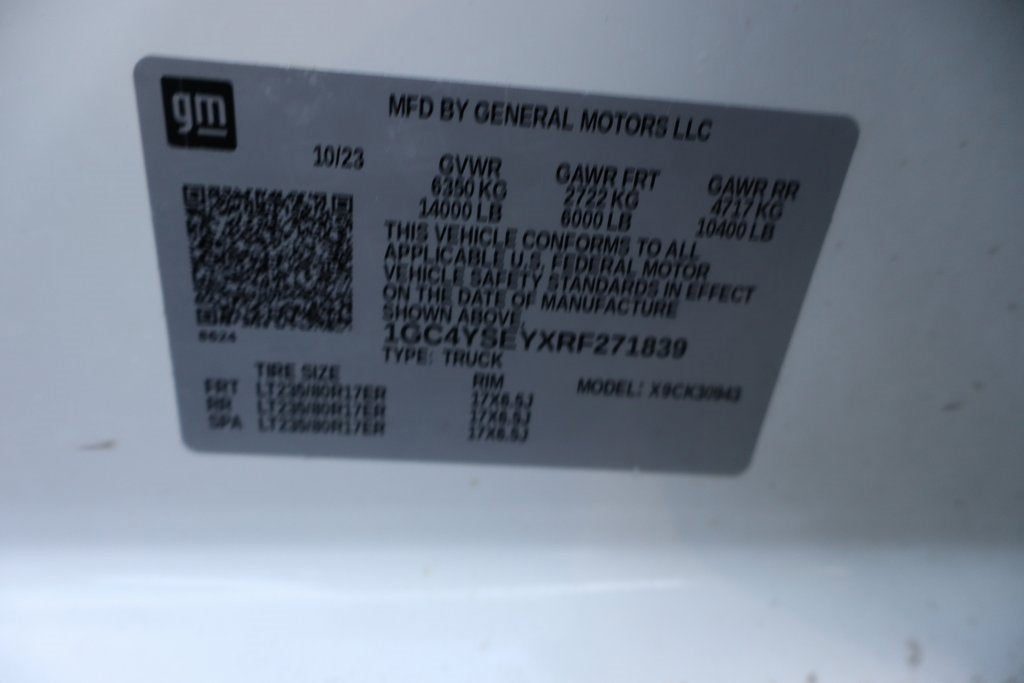 gm
MFD BY GENERAL MOTORS LLC
10/23
GVWR GAWR FRT GAWR RR
6350 KG 2722 KG 4717 KG
14000 LB 6000 LB 10400 LB
THIS VEHICLE CONFORMS TO ALL
APPLICABLE U.S. FEDERAL MOTOR
VEHICLE SAFETY STANDARDS IN EFFECT
ON THE DATE OF MANUFACTURE
SHOWN ABOVE.
1GC4YSEYXRF271839
TYPE: TRUCK
8624
TIRE SIZE RIM MODEL: X9CK30943
FRT LT235/80R17ER 17X6.5J
RR LT235/80R17ER 17X6.5J
SPA LT235/80R17ER 17X6.5J